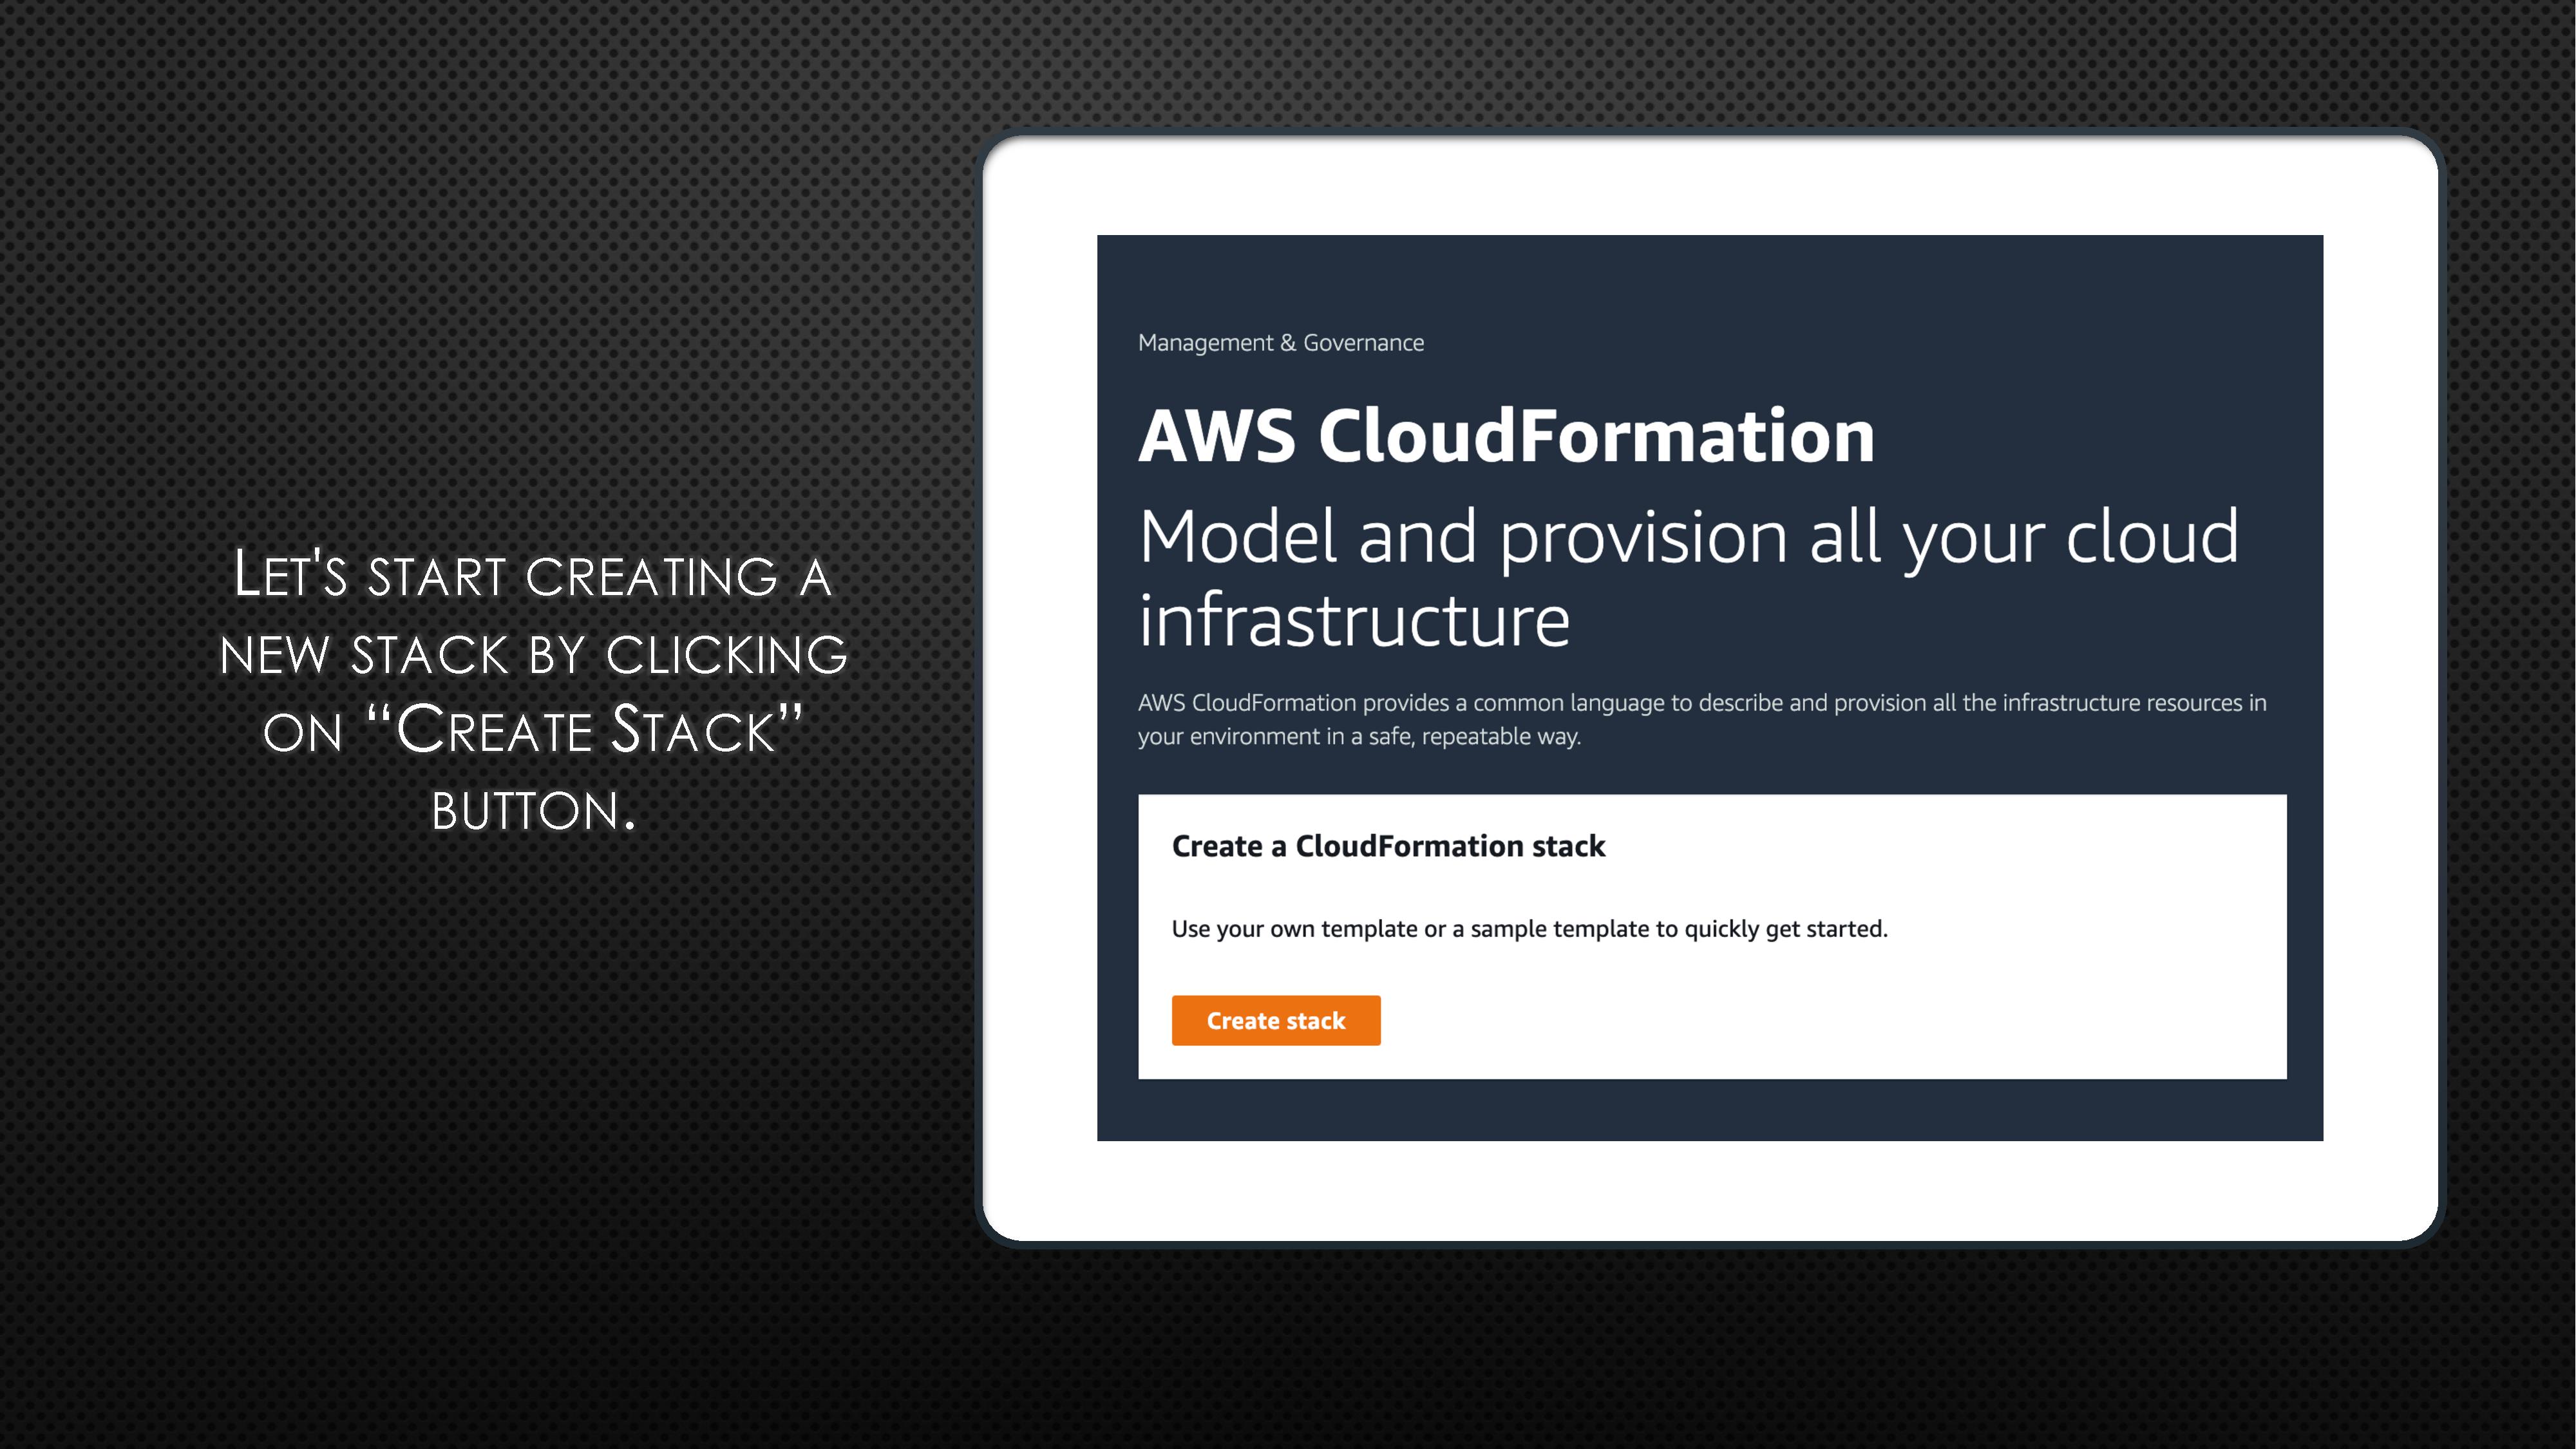 Let's start creating a
new stack by clicking
on “Create Stack”
button.
Management & Governance
AWS CloudFormation
Model and provision all your cloud
infrastructure
AWS CloudFormation provides a common language to describe and provision all the infrastructure resources in
your environment in a safe, repeatable way.
Create a CloudFormation stack
Use your own template or a sample template to quickly get started.
Create stack